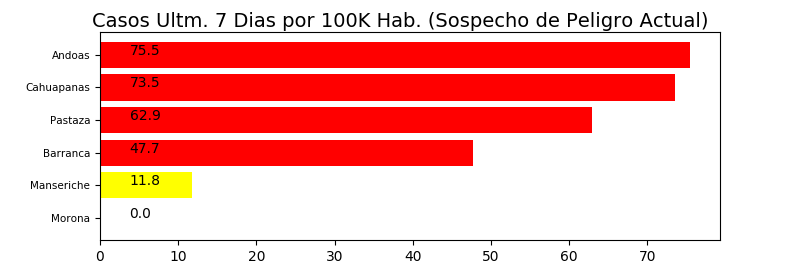 Casos Ultm. 7 Dias por 100K Hab. (Sospecho de Peligro Actual)
Andoas 75.5
Cahuapanas 73.5
Pastaza 62.9
Barranca 47.7
Manseriche 11.8
Morona 0.0
0 10 20 30 40 50 60 70